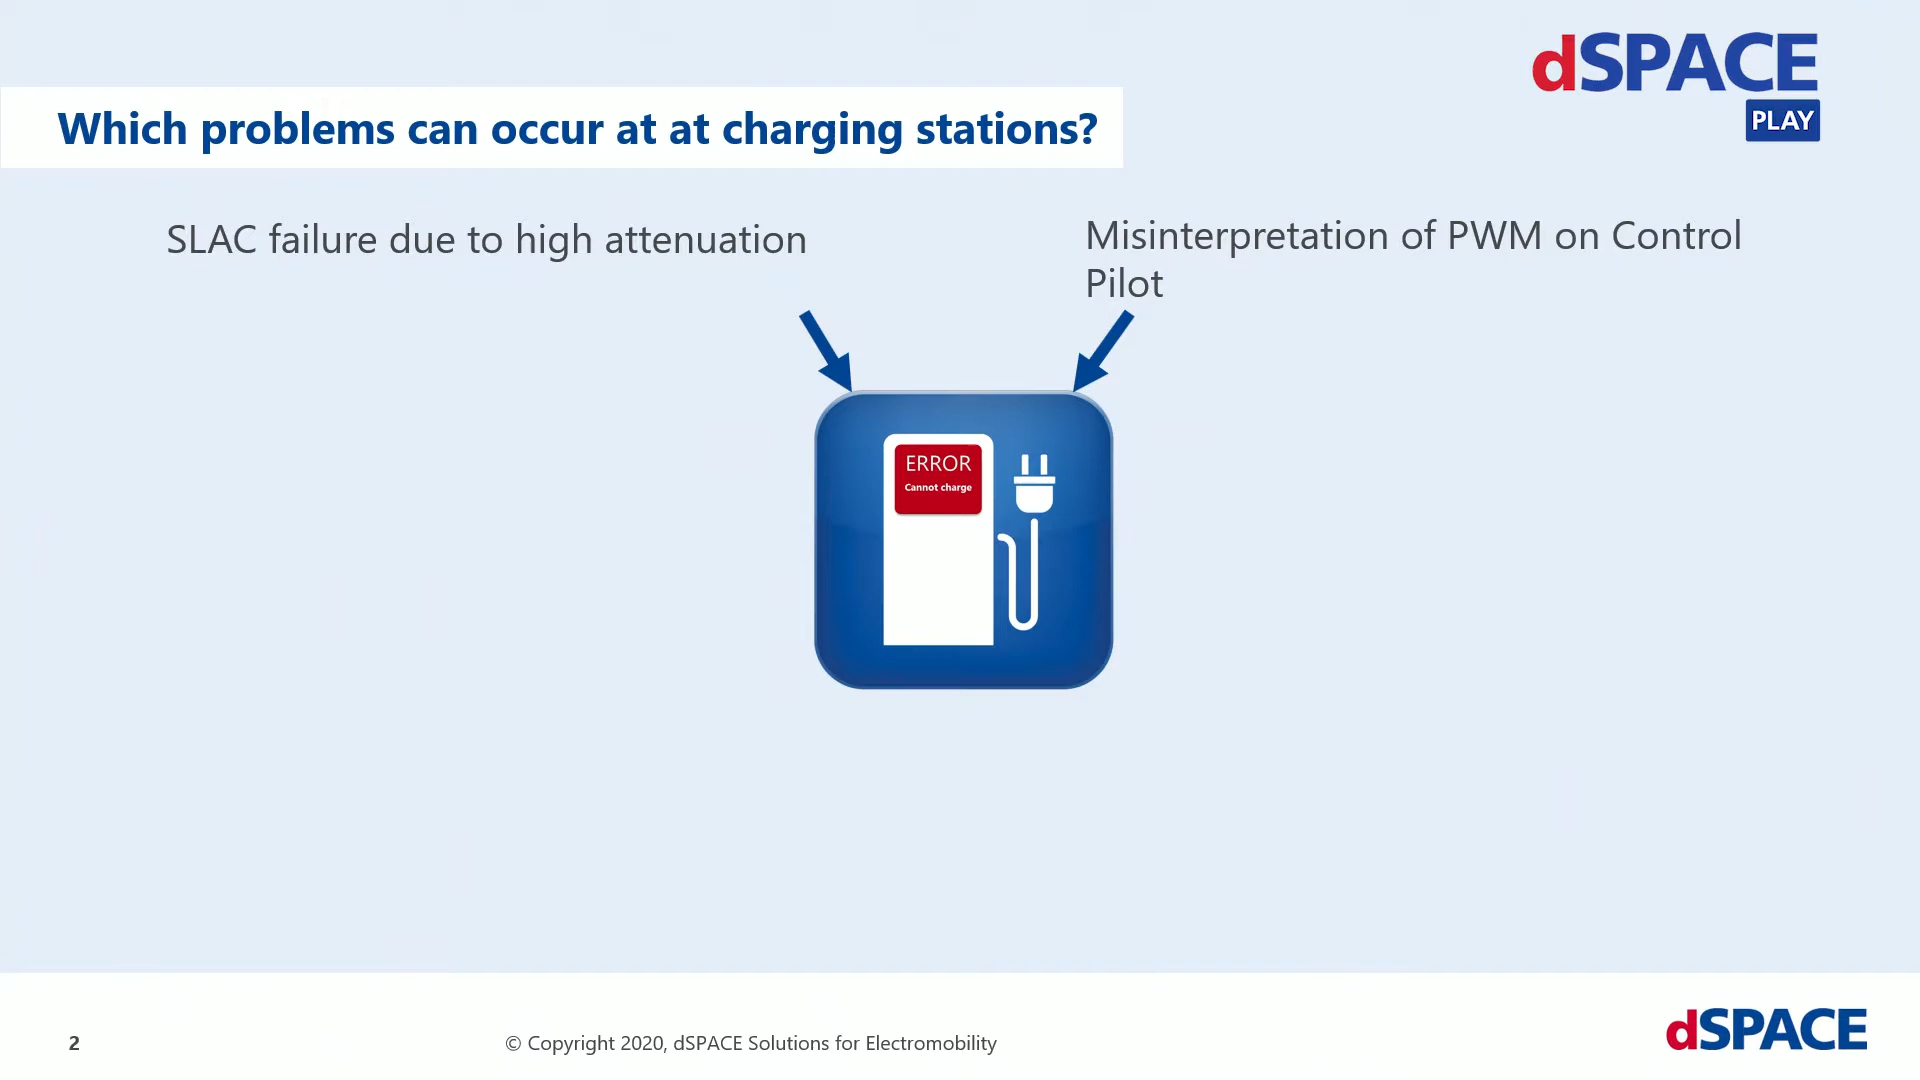 dSPACE
PLAY
Which problems can occur at at charging stations?
SLAC failure due to high attenuation
Misinterpretation of PWM on Control
Pilot
ERROR
Cannot charge
2
© Copyright 2020, dSPACE Solutions for Electromobility
dSPACE